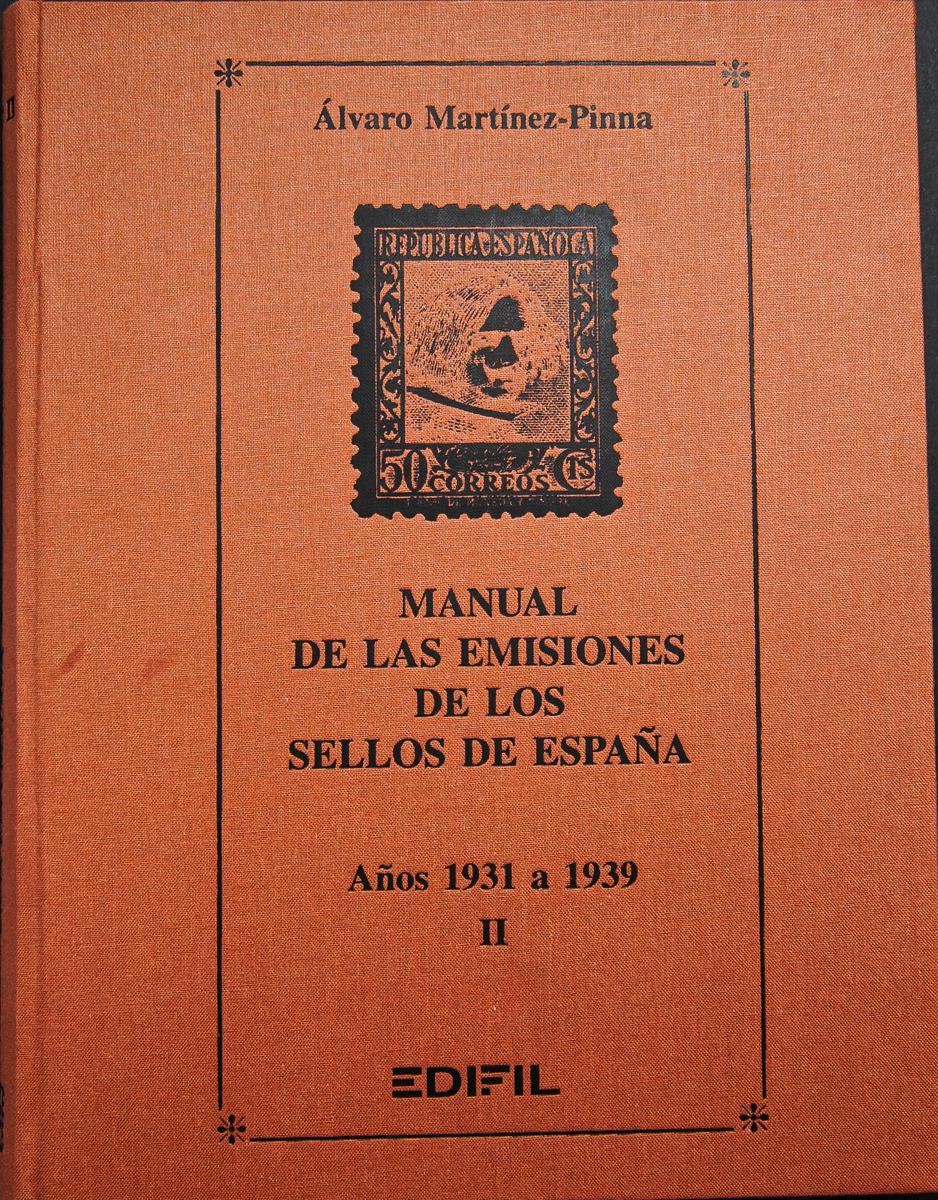 II
Álvaro Martínez-Pinna
REPUBLICA ESPAÑOLA
50 CORREOS CTS
MANUAL
DE LAS EMISIONES
DE LOS
SELLOS DE ESPAÑA
Años 1931 a 1939
II
EDIFIL